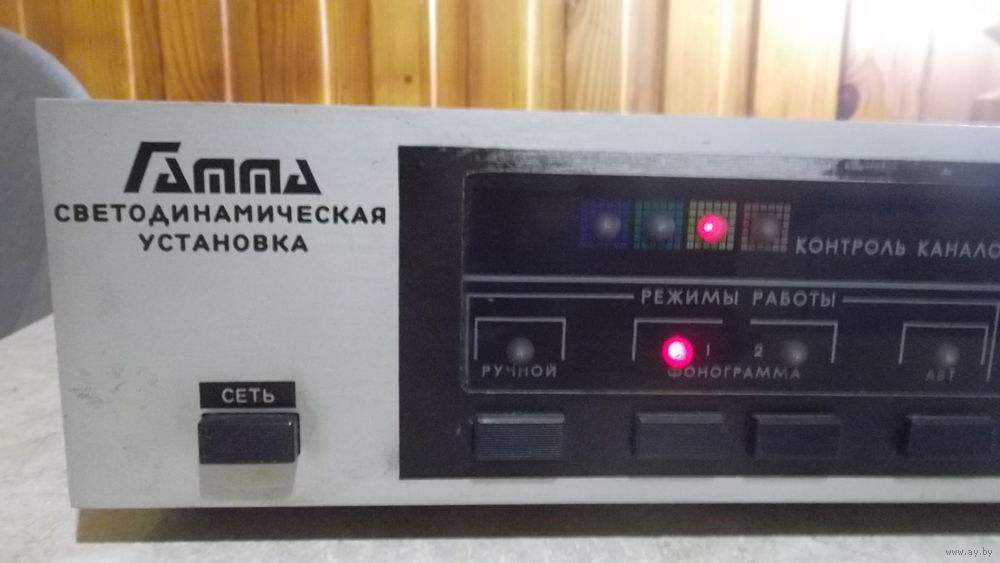 Гамма
СВЕТОДИНАМИЧЕСКАЯ
УСТАНОВКА
СЕТЬ
КОНТРОЛЬ КАНАЛО
РЕЖИМЫ РАБОТЫ
РУЧНОЙ
1 2
ФОНОГРАММА
АВТ
www.ay.by